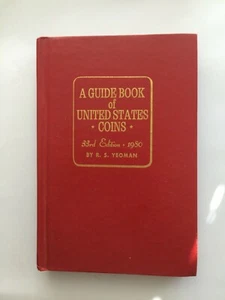 A GUIDE BOOK
of
UNITED STATES
• COINS •
33rd Edition • 1980
BY R. S. YEOMAN